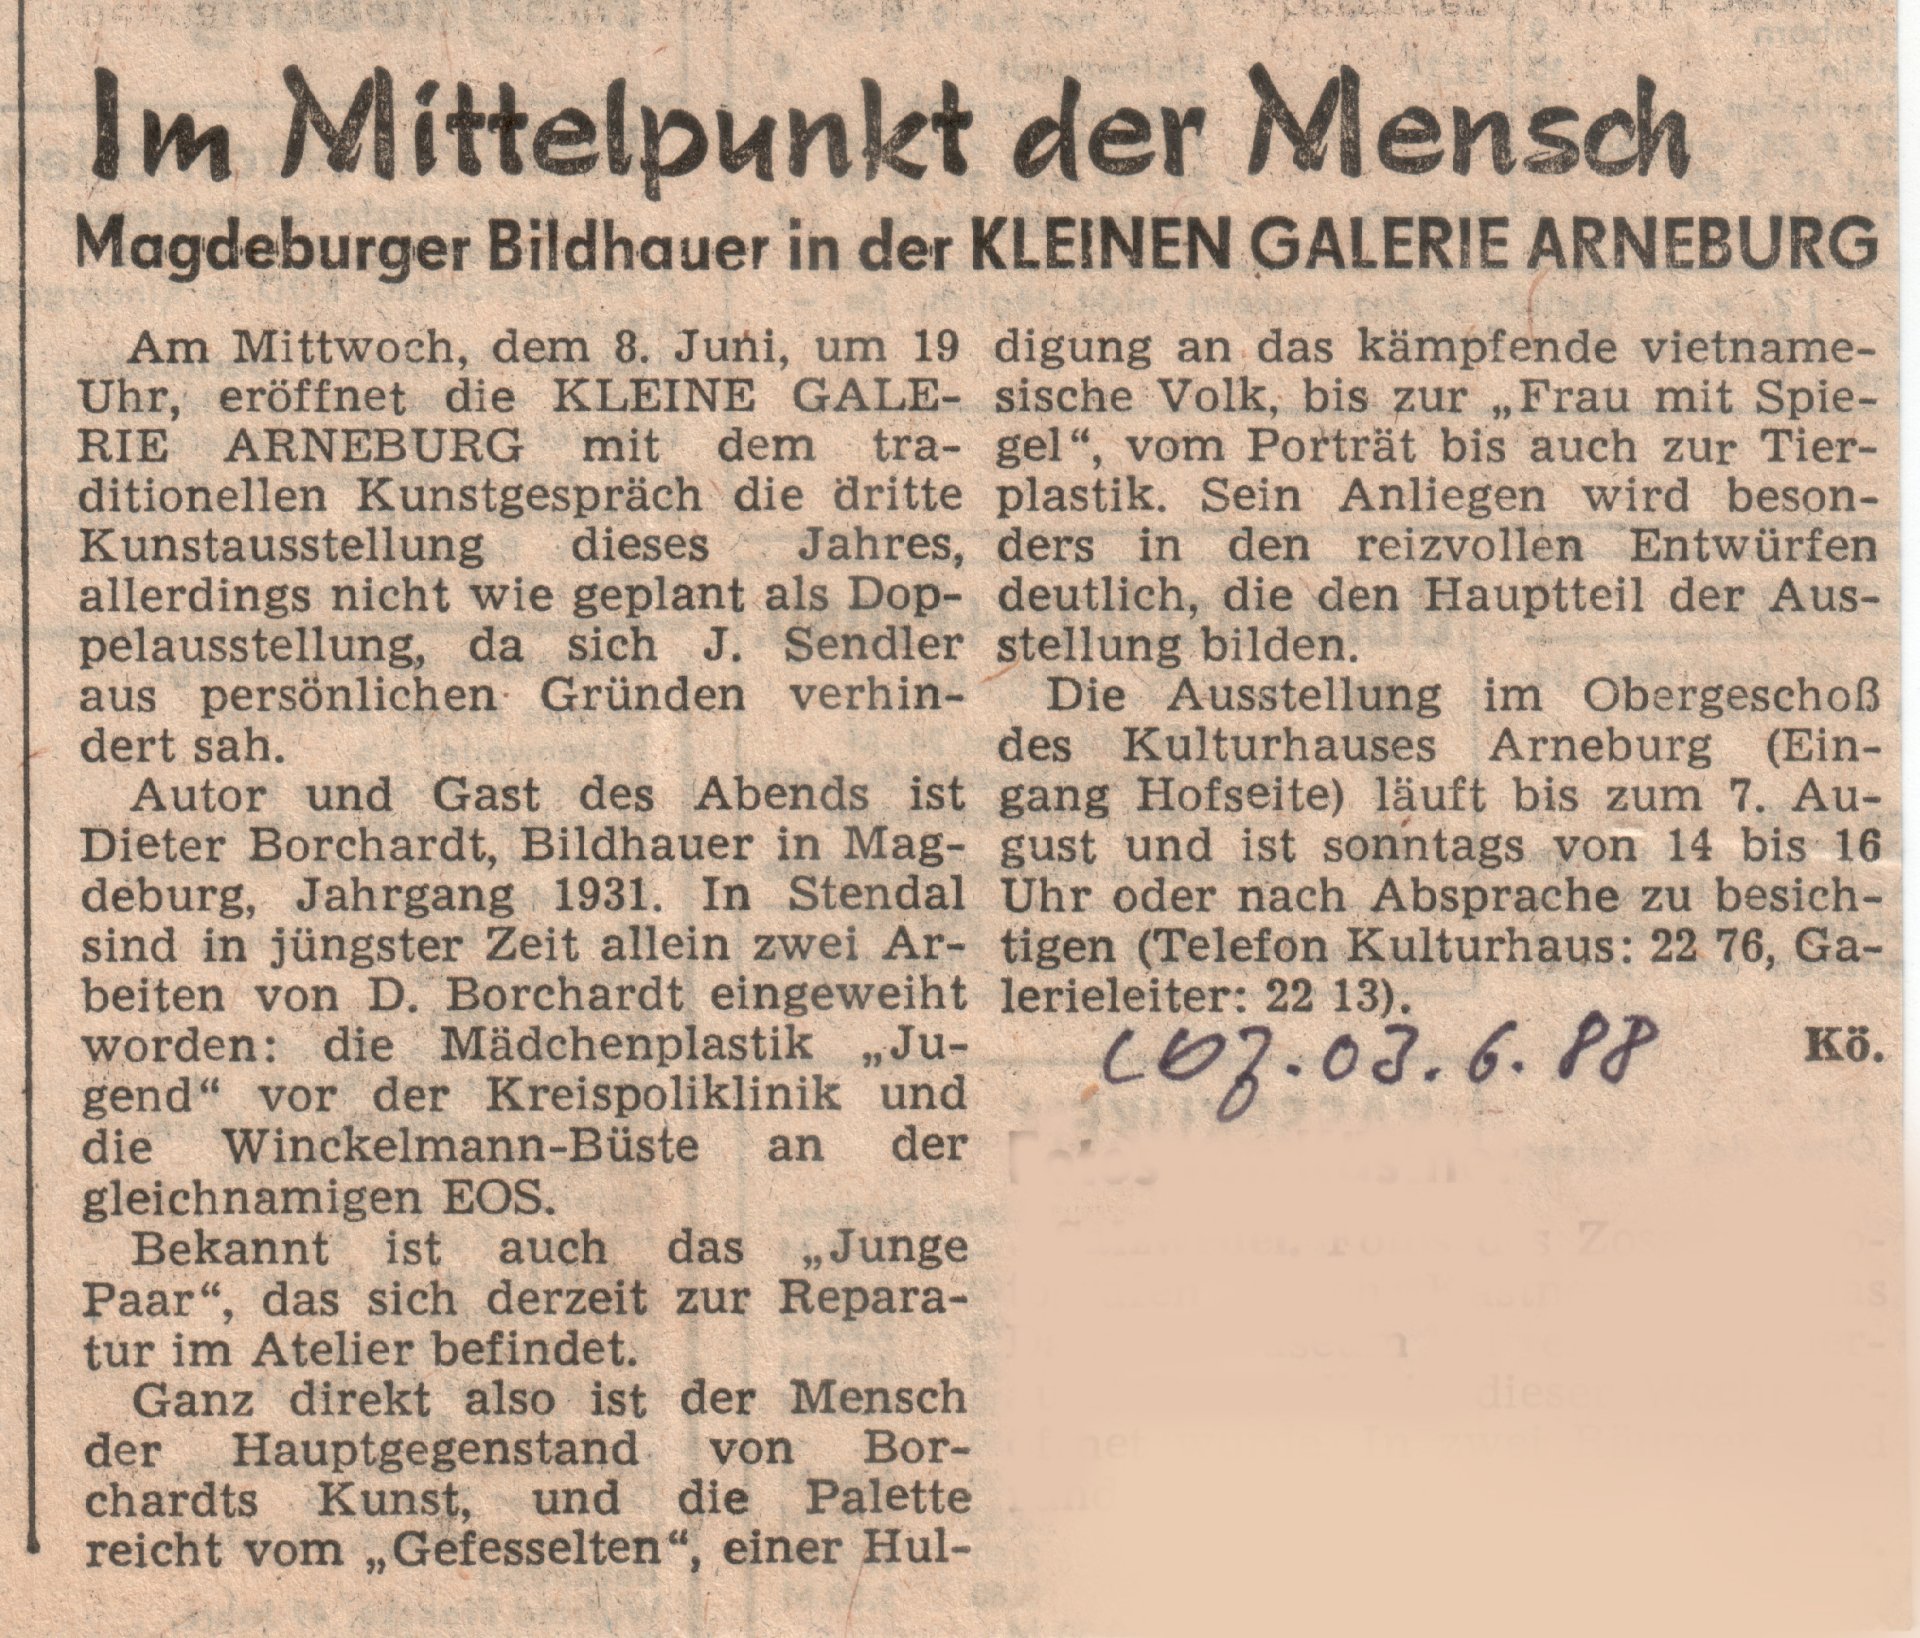 Im Mittelpunkt der Mensch
Magdeburger Bildhauer in der KLEINEN GALERIE ARNEBURG
Am Mittwoch, dem 8. Juni, um 19
Uhr, eröffnet die KLEINE GALE-
RIE ARNEBURG mit dem tra-
ditionellen Kunstgespräch die dritte
Kunstausstellung dieses Jahres,
allerdings nicht wie geplant als Dop-
pelausstellung, da sich J. Sendler
aus persönlichen Gründen verhin-
dert sah.
Autor und Gast des Abends ist
Dieter Borchardt, Bildhauer in Mag-
deburg, Jahrgang 1931. In Stendal
sind in jüngster Zeit allein zwei Ar-
beiten von D. Borchardt eingeweiht
worden: die Mädchenplastik „Ju-
gend“ vor der Kreispoliklinik und
die Winckelmann-Büste an der
gleichnamigen EOS.
Bekannt ist auch das „Junge
Paar“, das sich derzeit zur Repara-
tur im Atelier befindet.
Ganz direkt also ist der Mensch
der Hauptgegenstand von Bor-
chardts Kunst, und die Palette
reicht vom „Gefesselten“, einer Hul-
digung an das kämpfende vietname-
sische Volk, bis zur „Frau mit Spie-
gel“, vom Porträt bis auch zur Tier-
plastik. Sein Anliegen wird beson-
ders in den reizvollen Entwürfen
deutlich, die den Hauptteil der Aus-
stellung bilden.
Die Ausstellung im Obergeschoß
des Kulturhauses Arneburg (Ein-
gang Hofseite) läuft bis zum 7. Au-
gust und ist sonntags von 14 bis 16
Uhr oder nach Absprache zu besich-
tigen (Telefon Kulturhaus: 22 76, Ga-
lerieleiter: 22 13).
Kö.
03.6.88